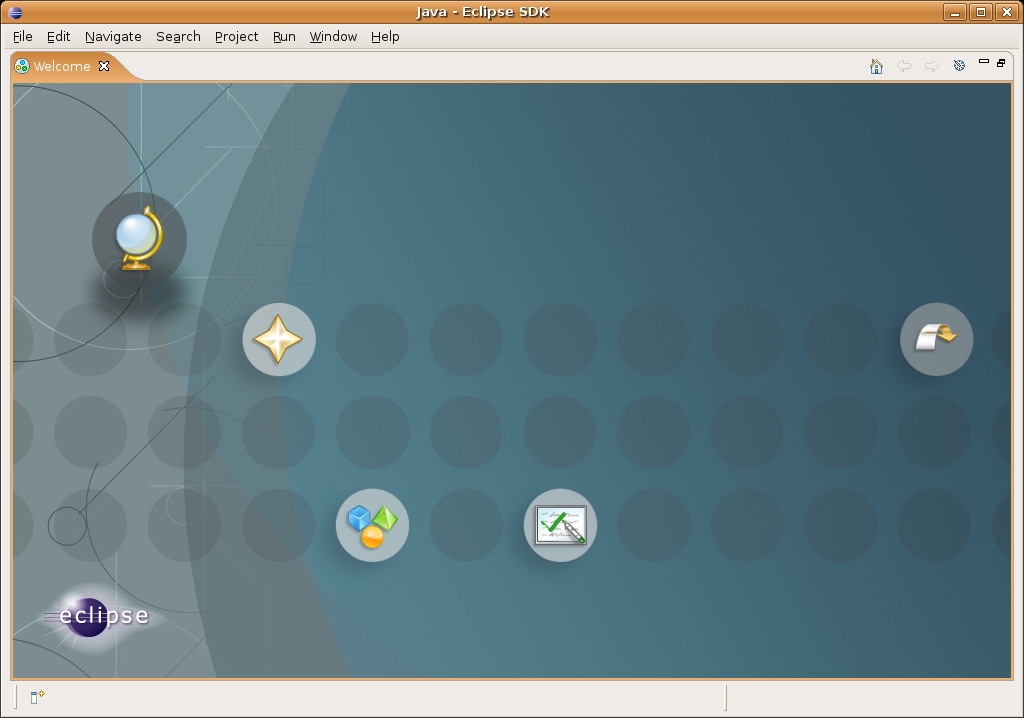 Java - Eclipse SDK
File Edit Navigate Search Project Run Window Help
Welcome
eclipse